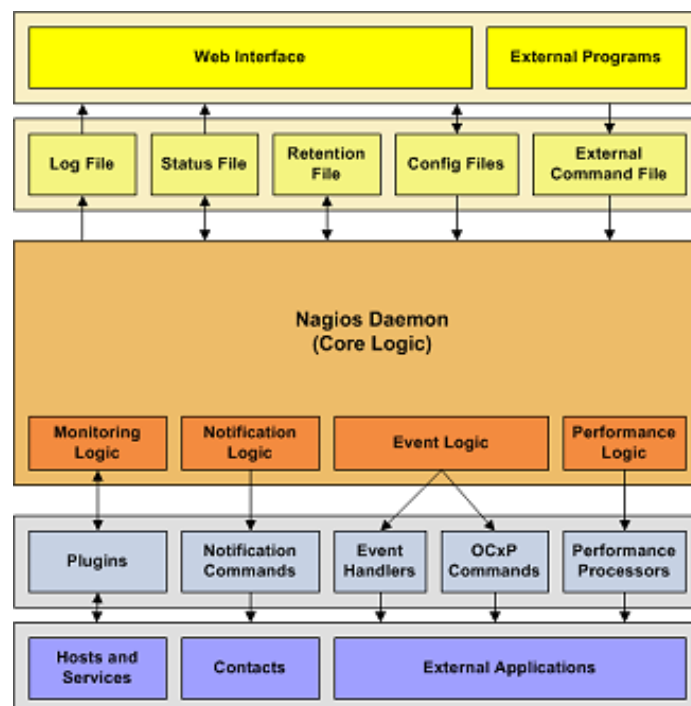 Web Interface
External Programs
Log File
Status File
Retention
File
Config Files
External
Command File
Nagios Daemon
(Core Logic)
Monitoring
Logic
Notification
Logic
Event Logic
Performance
Logic
Plugins
Notification
Commands
Event
Handlers
OCxP
Commands
Performance
Processors
Hosts and
Services
Contacts
External Applications